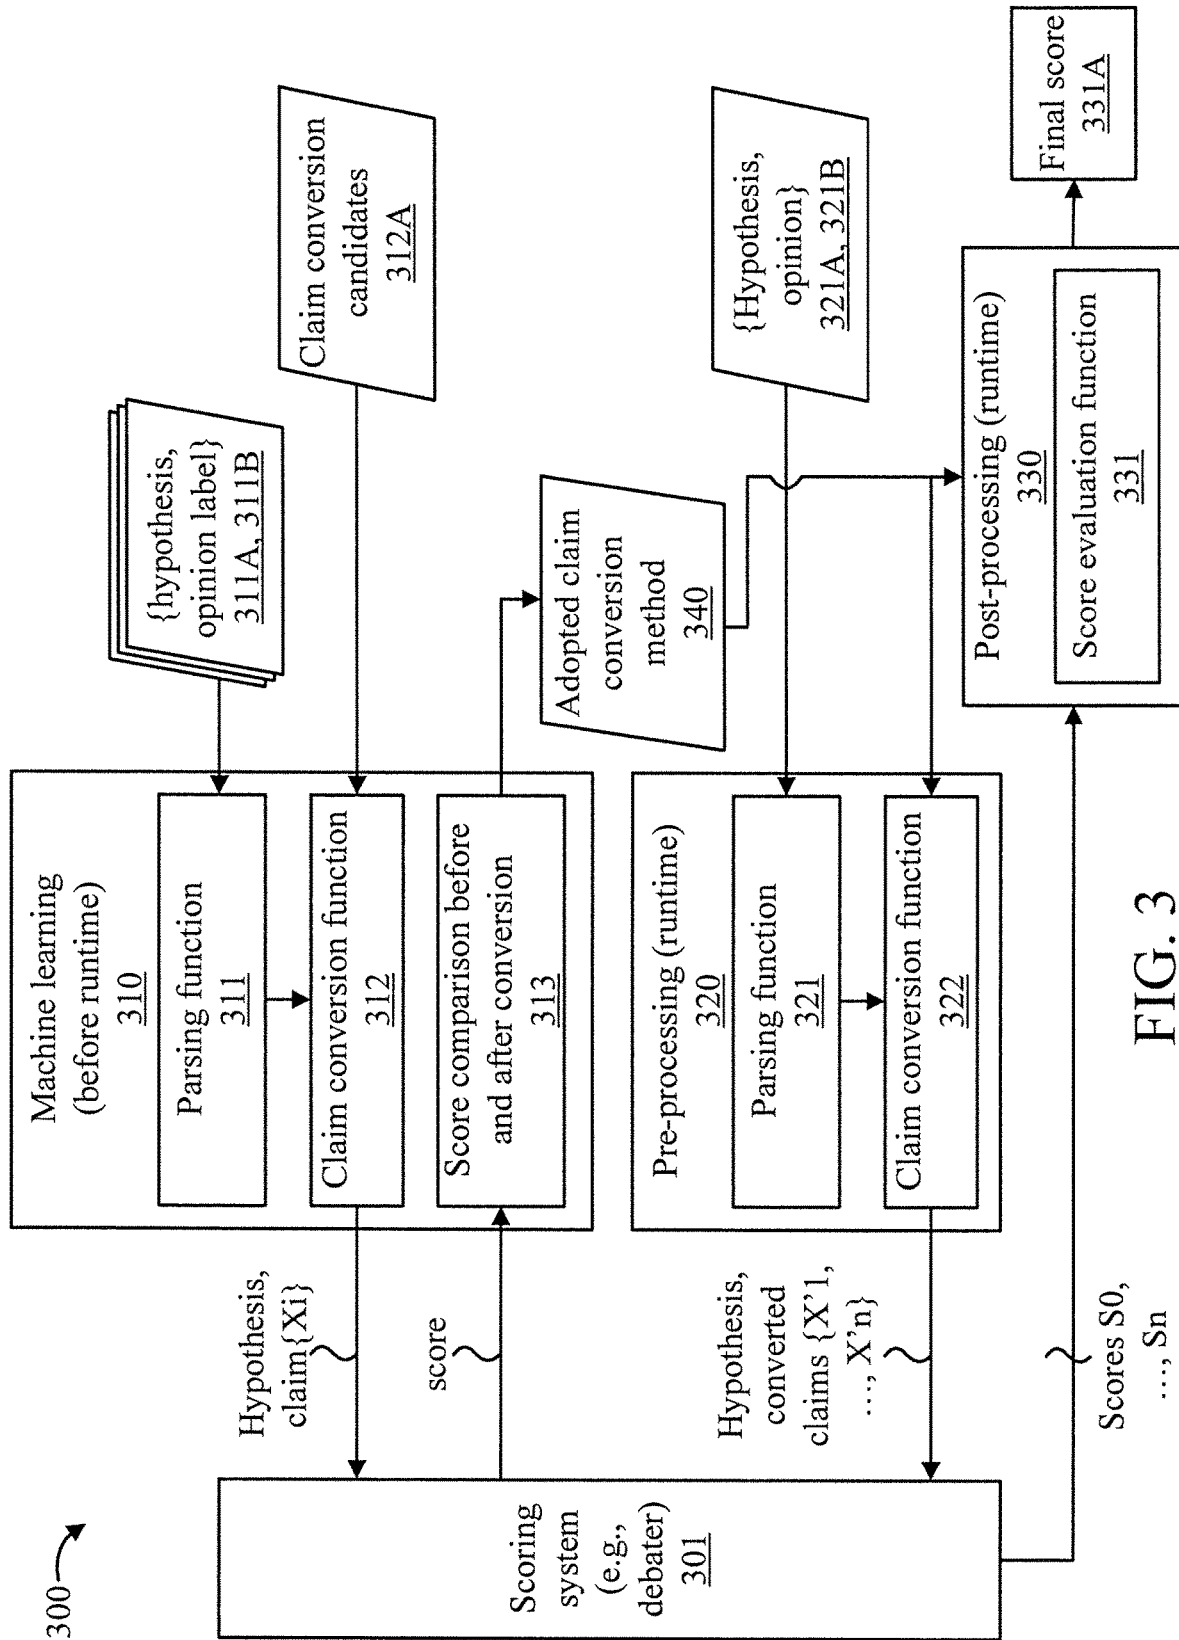 300
Scoring
system
(e.g.,
debater)
301
Hypothesis,
claim{Xi}
score
Hypothesis,
converted
claims {X'1,
…, X'n}
Scores S0,
…, Sn
Machine learning
(before runtime)
310
Parsing function
311
Claim conversion function
312
Score comparison before
and after conversion
313
Pre-processing (runtime)
320
Parsing function
321
Claim conversion function
322
{hypothesis,
opinion label}
311A, 311B
Claim conversion
candidates
312A
Adopted claim
conversion
method
340
{Hypothesis,
opinion}
321A, 321B
Post-processing (runtime)
330
Score evaluation function
331
Final score
331A
FIG. 3